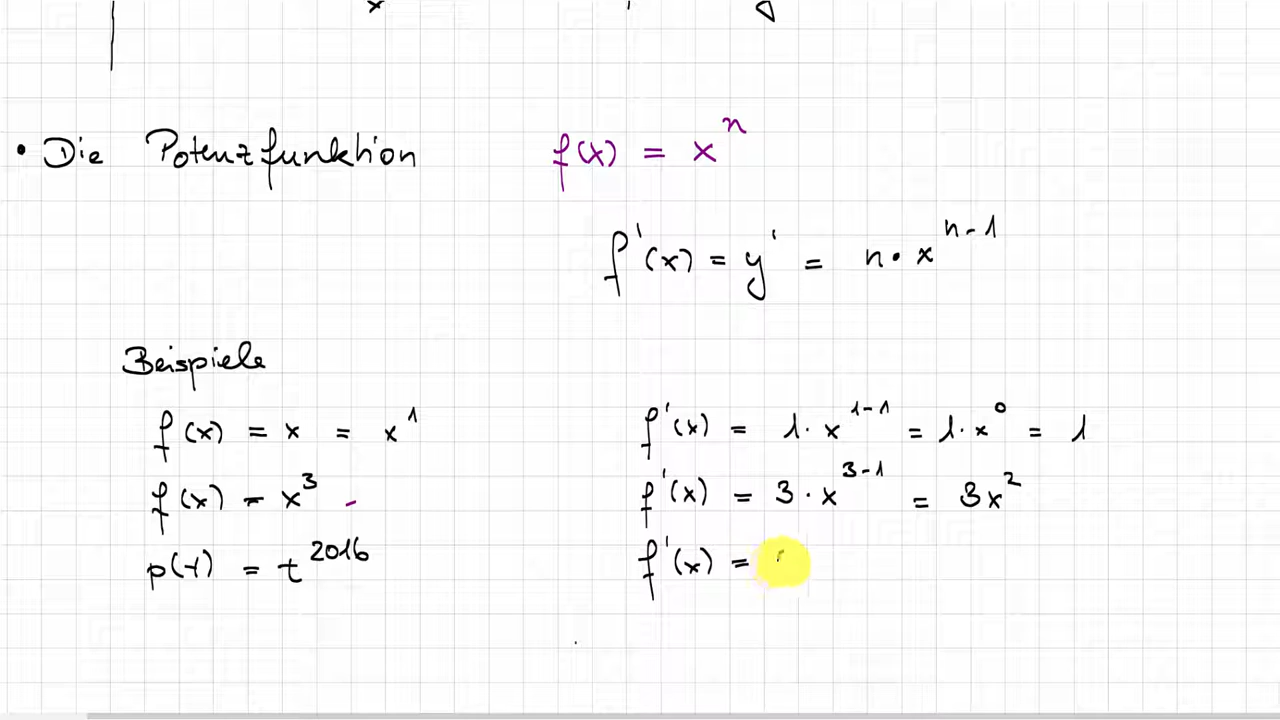 • Die Potenzfunktion f(x) = x^n
f'(x) = y' = n · x^{n-1}
Beispiele
f(x) = x = x^1 f'(x) = 1 · x^{1-1} = 1 · x^0 = 1
f(x) = x^3 f'(x) = 3 · x^{3-1} = 3x^2
p(t) = t^{2016} f'(x) =